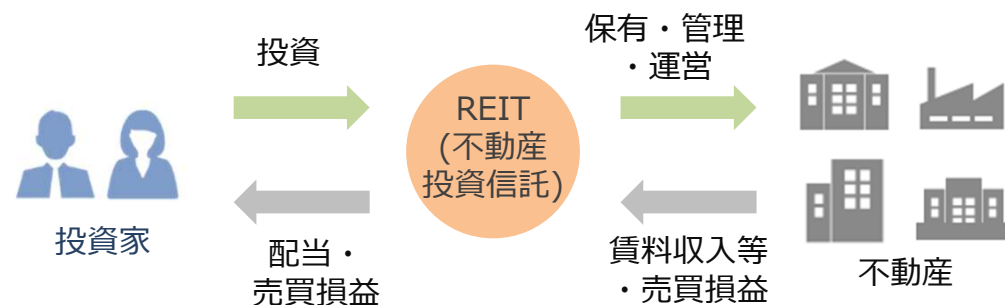 投資
保有・管理
・運営
REIT
(不動産
投資信託)
投資家
配当・
売買損益
賃料収入等
・売買損益
不動産